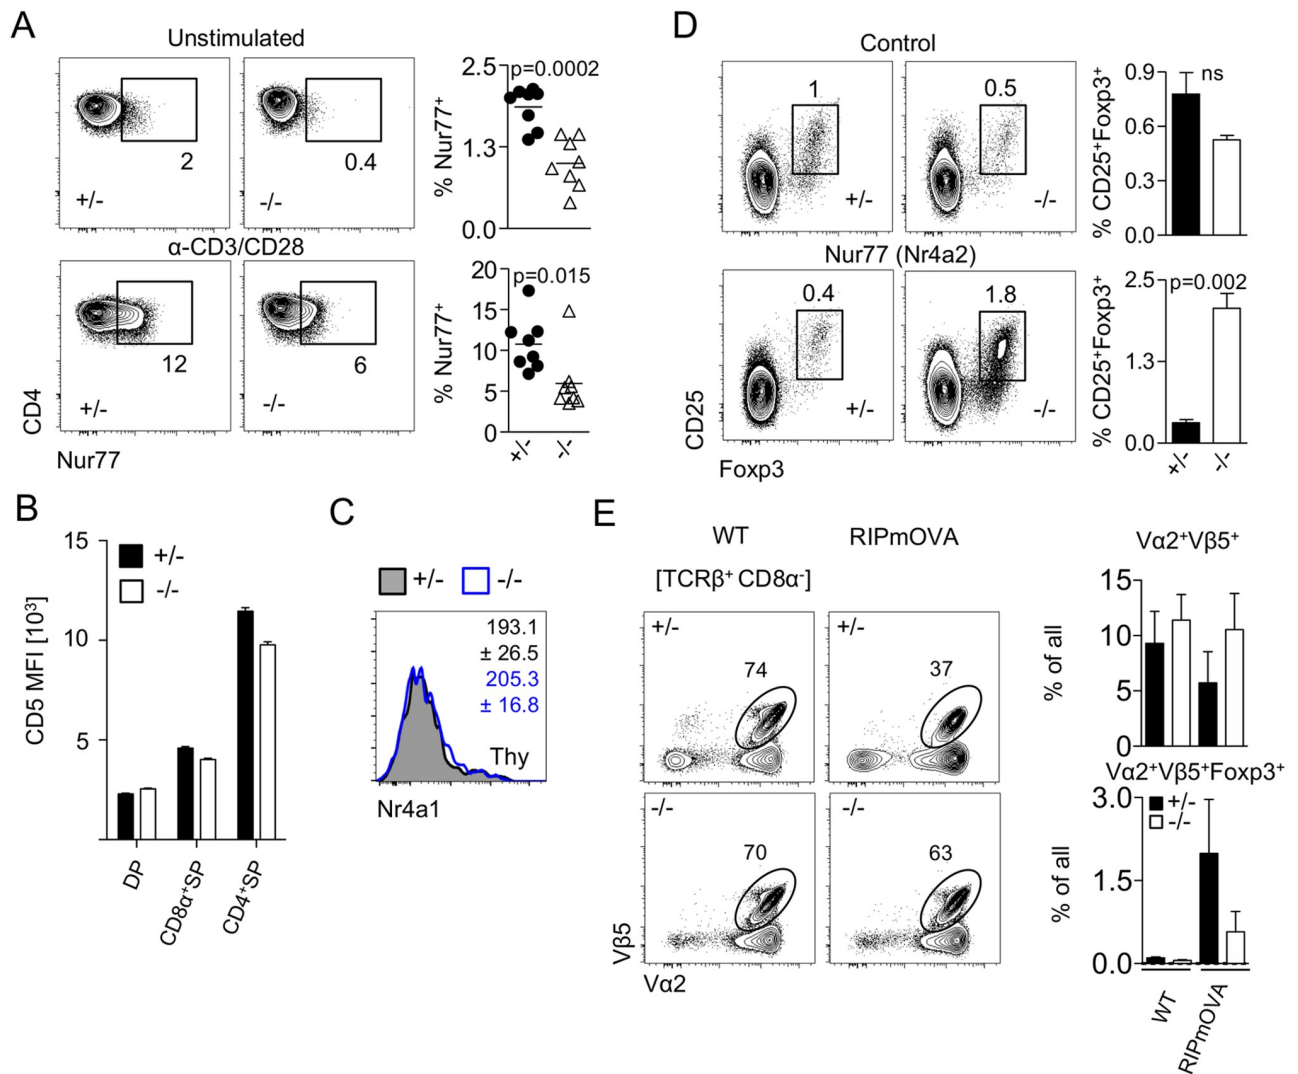 A
Unstimulated
2
+/-
0.4
-/-
% Nur77⁺
2.5
1.3
0.0
p=0.0002
α-CD3/CD28
12
+/-
6
-/-
% Nur77⁺
20
15
10
5
0
p=0.015
+/-
-/-
CD4
Nur77
B
CD5 MFI [10³]
15
10
5
+/-
-/-
DP
CD8α⁺SP
CD4⁺SP
C
+/-
-/-
193.1
± 26.5
205.3
± 16.8
Thy
Nr4a1
D
Control
1
+/-
0.5
-/-
% CD25⁺Foxp3⁺
0.9
0.6
0.3
0.0
ns
Nur77 (Nr4a2)
0.4
+/-
1.8
-/-
% CD25⁺Foxp3⁺
2.5
1.3
0.0
p=0.002
+/-
-/-
CD25
Foxp3
E
WT
RIPmOVA
[TCRβ⁺ CD8α⁻]
+/-
74
+/-
37
-/-
70
-/-
63
Vβ5
Vα2
Vα2⁺Vβ5⁺
% of all
15
10
5
0
Vα2⁺Vβ5⁺Foxp3⁺
% of all
3.0
1.5
0.0
+/-
-/-
WT
RIPmOVA